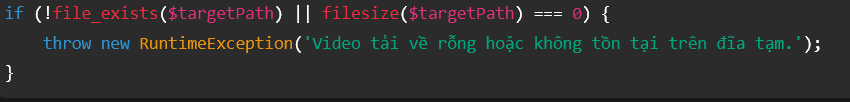 if (!file_exists($targetPath) || filesize($targetPath) === 0) {
    throw new RuntimeException('Video tải về rỗng hoặc không tồn tại trên đĩa tạm.');
}